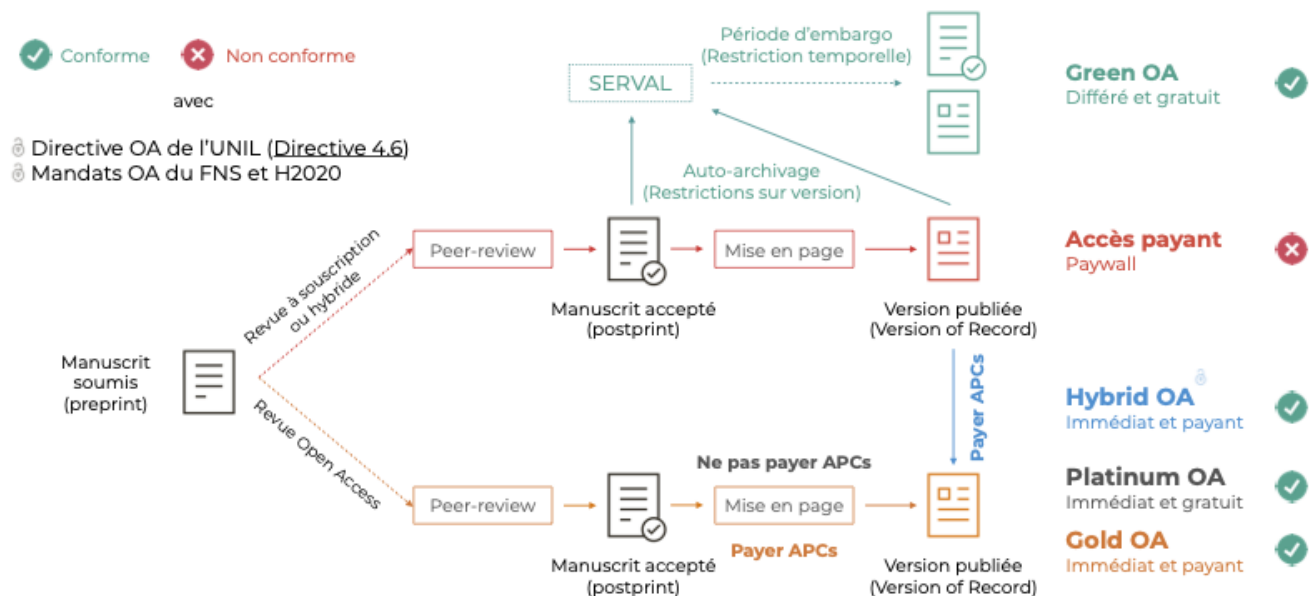 Conforme
Non conforme
avec
Directive OA de l'UNIL (Directive 4.6)
Mandats OA du FNS et H2020
Période d'embargo
(Restriction temporelle)
SERVAL
Green OA
Différé et gratuit
Auto-archivage
(Restrictions sur version)
Revue à souscription
ou hybride
Peer-review
Mise en page
Accès payant
Paywall
Manuscrit accepté
(postprint)
Version publiée
(Version of Record)
Manuscrit
soumis
(preprint)
Payer APCs
Hybrid OA
Immédiat et payant
Revue Open Access
Ne pas payer APCs
Platinum OA
Immédiat et gratuit
Peer-review
Mise en page
Payer APCs
Gold OA
Immédiat et payant
Manuscrit accepté
(postprint)
Version publiée
(Version of Record)